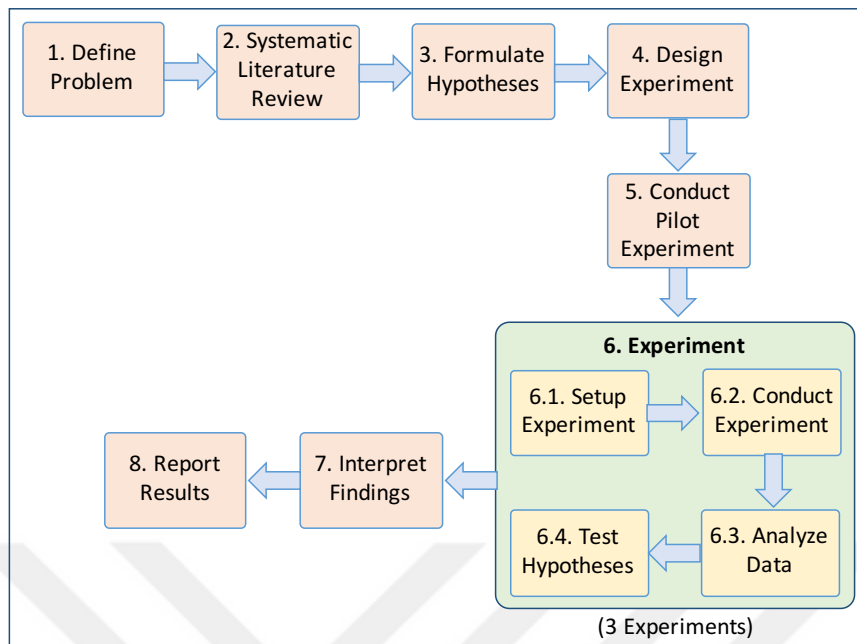 1. Define
Problem
2. Systematic
Literature
Review
3. Formulate
Hypotheses
4. Design
Experiment
5. Conduct
Pilot
Experiment
6. Experiment
6.1. Setup
Experiment
6.2. Conduct
Experiment
6.3. Analyze
Data
6.4. Test
Hypotheses
(3 Experiments)
7. Interpret
Findings
8. Report
Results